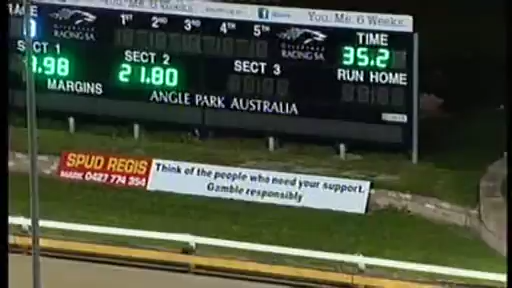 You. Me. 6 Weeks.
1ST 2ND 3RD 4TH 5TH
RACING SA
RACING SA
TIME
35.2
SECT 1
.98
SECT 2
21.80
SECT 3
RUN HOME
MARGINS
ANGLE PARK AUSTRALIA
SPUD REGIS
MARK 0427 774 354
Think of the people who need your support.
Gamble responsibly